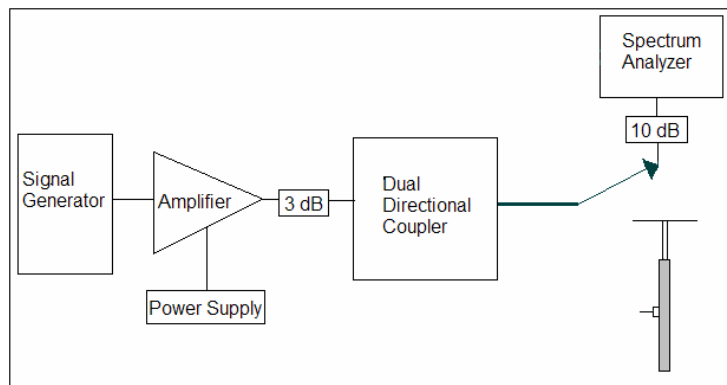 Spectrum
Analyzer
10 dB
Signal
Generator
Amplifier
3 dB
Dual
Directional
Coupler
Power Supply